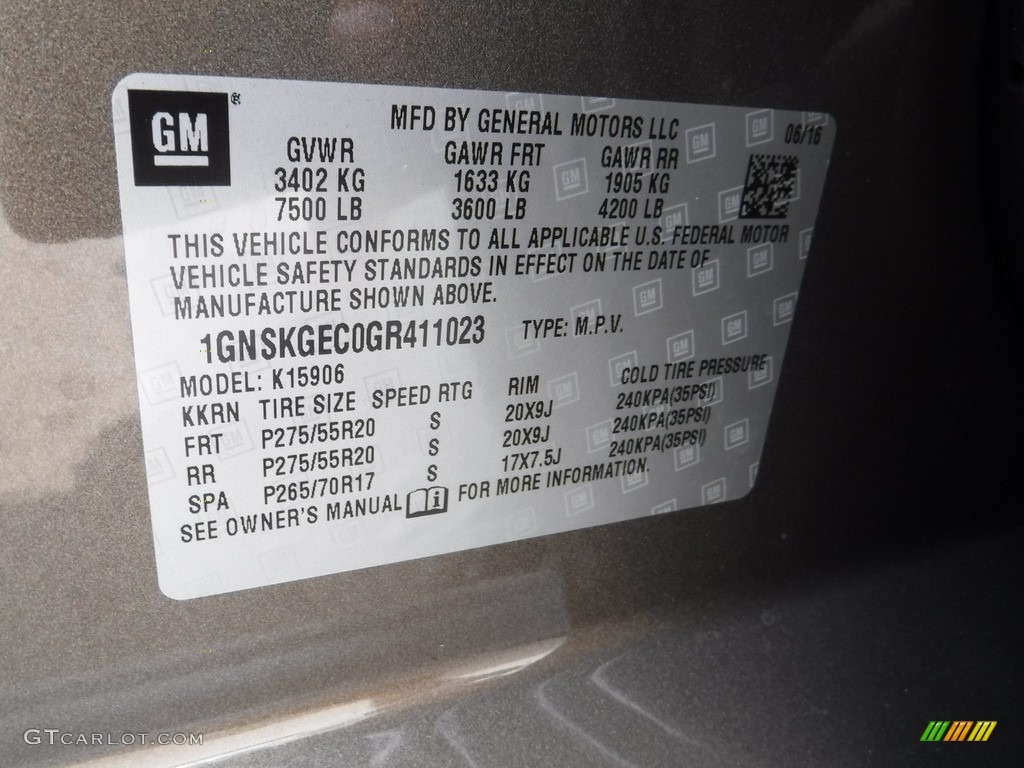 GM ®
MFD BY GENERAL MOTORS LLC 06/16
GVWR GAWR FRT GAWR RR
3402 KG 1633 KG 1905 KG
7500 LB 3600 LB 4200 LB
THIS VEHICLE CONFORMS TO ALL APPLICABLE U.S. FEDERAL MOTOR
VEHICLE SAFETY STANDARDS IN EFFECT ON THE DATE OF
MANUFACTURE SHOWN ABOVE.
1GNSKGEC0GR411023 TYPE: M.P.V.
MODEL: K15906
KKRN TIRE SIZE SPEED RTG RIM COLD TIRE PRESSURE
FRT P275/55R20 S 20X9J 240KPA(35PSI)
RR P275/55R20 S 20X9J 240KPA(35PSI)
SPA P265/70R17 S 17X7.5J 240KPA(35PSI)
SEE OWNER'S MANUAL FOR MORE INFORMATION.
GTCARLOT.COM